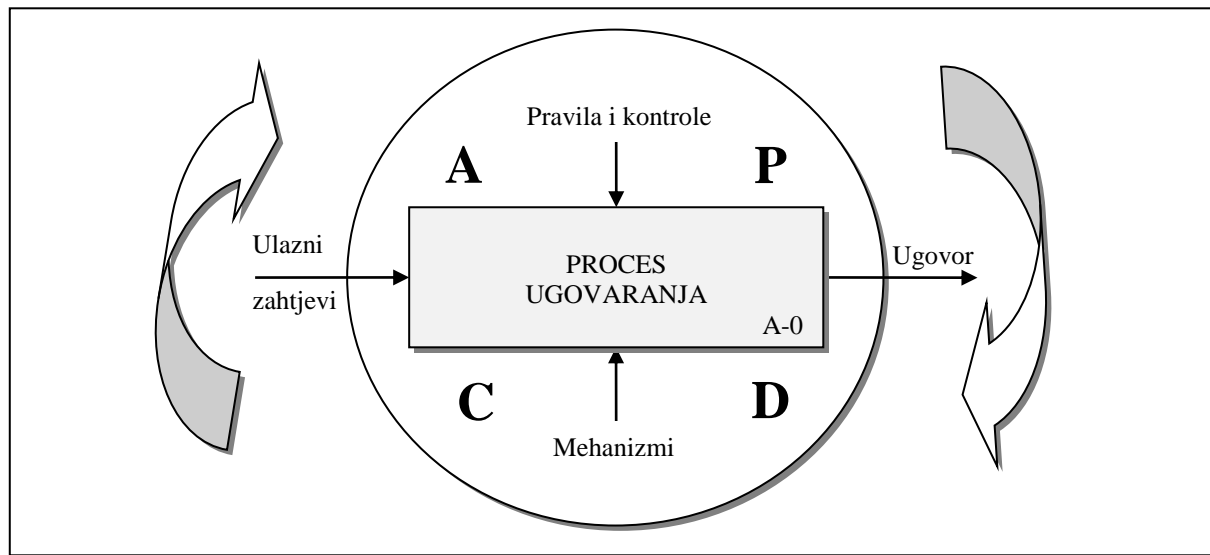 Pravila i kontrole
A
P
Ulazni
zahtjevi
PROCES
UGOVARANJA
A-0
Ugovor
C
D
Mehanizmi